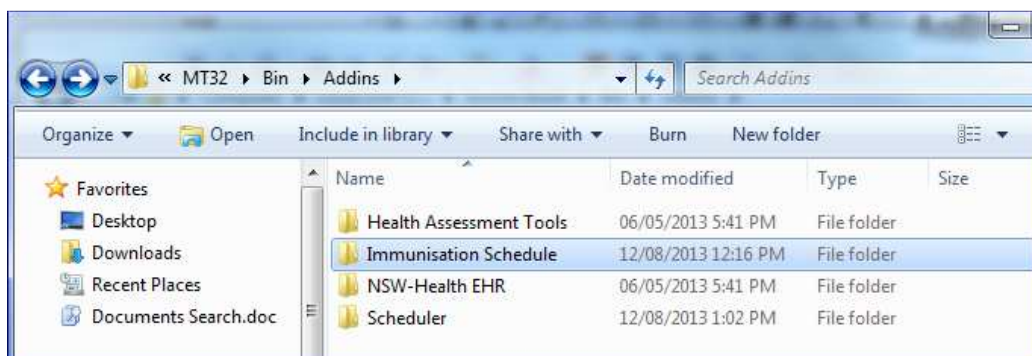 « MT32 ▸ Bin ▸ Addins ▸ Search Addins
Organize Open Include in library Share with Burn New folder
Name Date modified Type Size
Favorites
Desktop
Downloads
Recent Places
Documents Search.doc
Health Assessment Tools 06/05/2013 5:41 PM File folder
Immunisation Schedule 12/08/2013 12:16 PM File folder
NSW-Health EHR 06/05/2013 5:41 PM File folder
Scheduler 12/08/2013 1:02 PM File folder